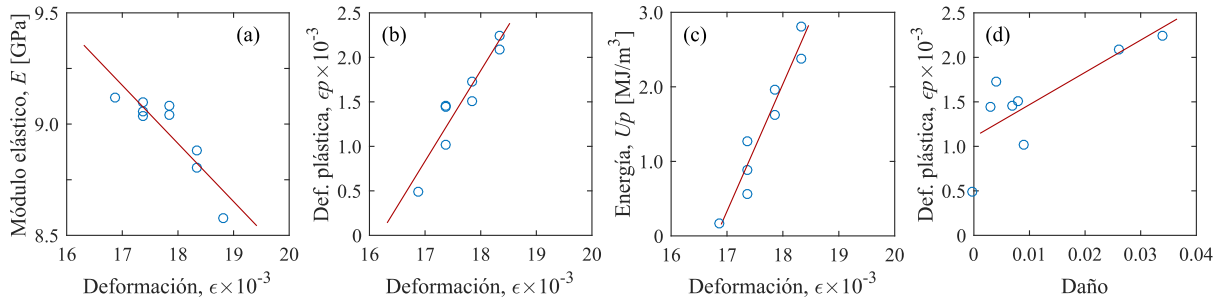 Módulo elástico, E [GPa]
9.5
9.0
8.5
(a)
16 17 18 19 20
Deformación, ϵ×10⁻³
Def. plástica, ϵp×10⁻³
2.5
2.0
1.5
1.0
0.5
0
(b)
16 17 18 19 20
Deformación, ϵ×10⁻³
Energía, Up [MJ/m³]
3.0
2.0
1.0
0
(c)
16 17 18 19 20
Deformación, ϵ×10⁻³
Def. plástica, ϵp×10⁻³
2.5
2.0
1.5
1.0
0.5
0
(d)
0 0.01 0.02 0.03 0.04
Daño